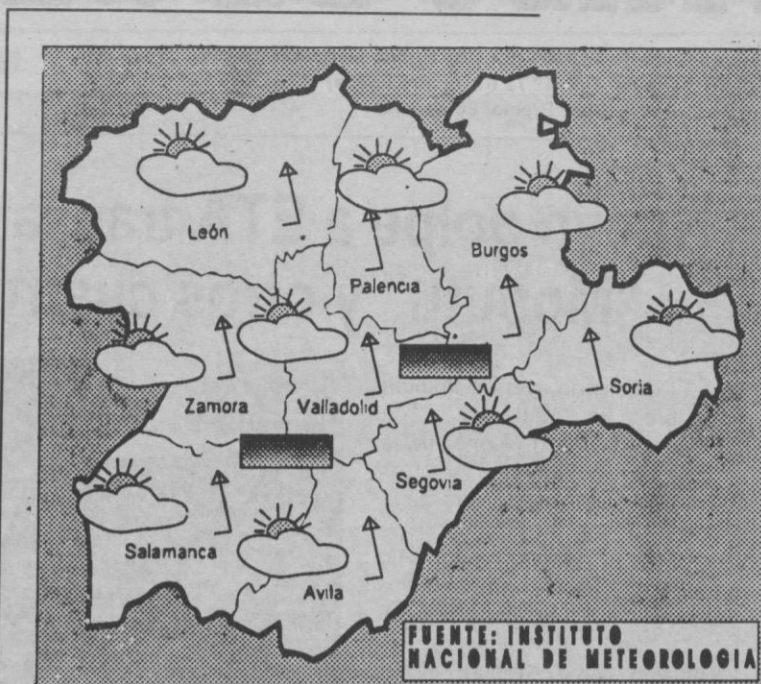 León
Burgos
Palencia
Soria
Zamora
Valladolid
Segovia
Salamanca
Avila
FUENTE: INSTITUTO
NACIONAL DE METEOROLOGIA